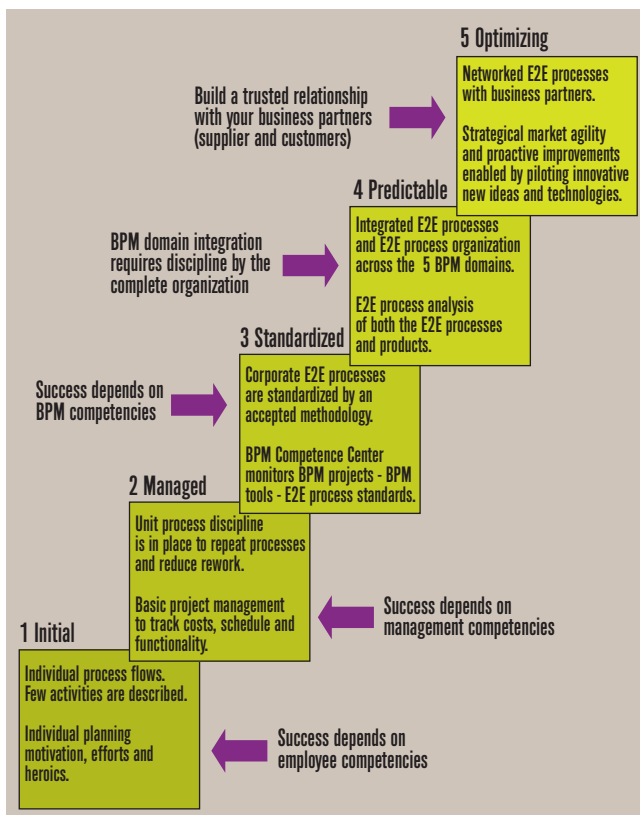 5 Optimizing
Networked E2E processes
with business partners.
Strategical market agility
and proactive improvements
enabled by piloting innovative
new ideas and technologies.
Build a trusted relationship
with your business partners
(supplier and customers)
4 Predictable
Integrated E2E processes
and E2E process organization
across the 5 BPM domains.
E2E process analysis
of both the E2E processes
and products.
BPM domain integration
requires discipline by the
complete organization
3 Standardized
Corporate E2E processes
are standardized by an
accepted methodology.
BPM Competence Center
monitors BPM projects - BPM
tools - E2E process standards.
Success depends on
BPM competencies
2 Managed
Unit process discipline
is in place to repeat processes
and reduce rework.
Basic project management
to track costs, schedule and
functionality.
Success depends on
management competencies
1 Initial
Individual process flows.
Few activities are described.
Individual planning
motivation, efforts and
heroics.
Success depends on
employee competencies